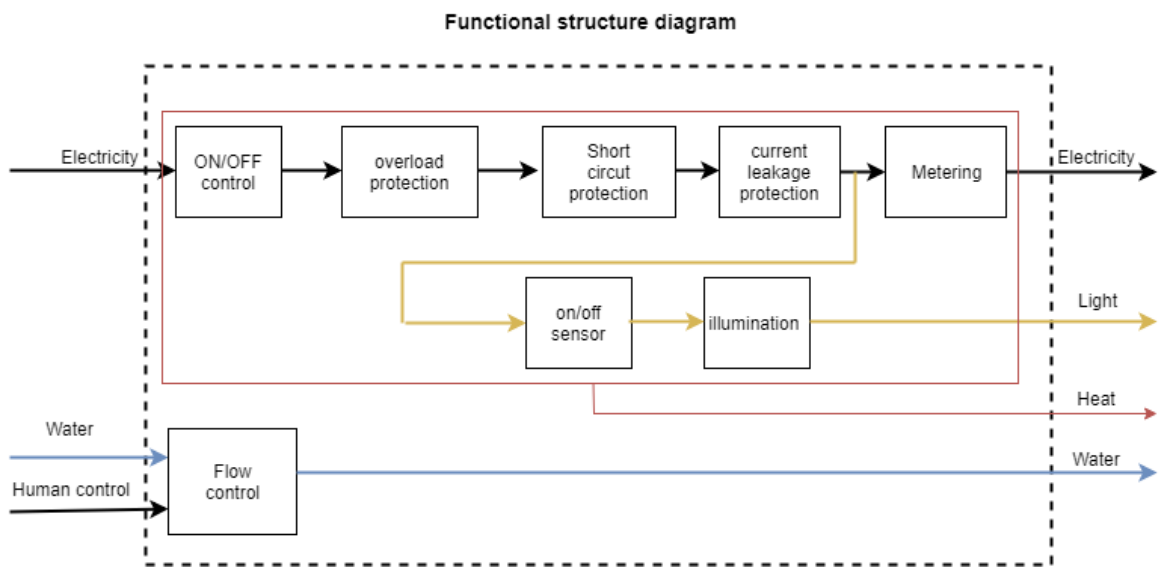 Functional structure diagram
Electricity
ON/OFF
control
overload
protection
Short
circut
protection
current
leakage
protection
Metering
Electricity
on/off
sensor
illumination
Light
Heat
Water
Human control
Flow
control
Water